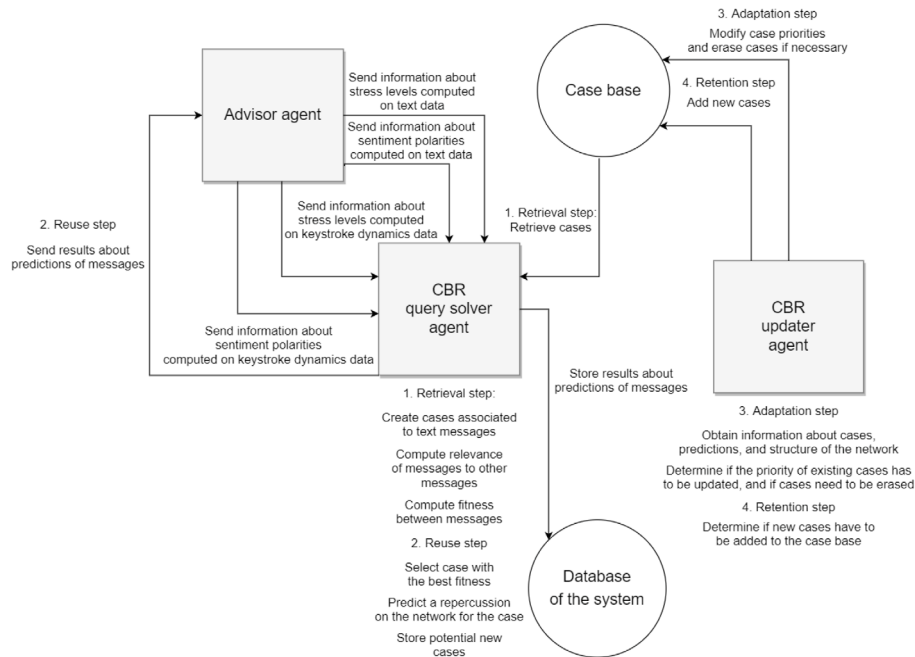 3. Adaptation step
Modify case priorities
and erase cases if necessary
4. Retention step
Add new cases
Case base
Advisor agent
Send information about
stress levels computed
on text data
Send information about
sentiment polarities
computed on text data
Send information about
stress levels computed
on keystroke dynamics data
1. Retrieval step:
Retrieve cases
2. Reuse step
Send results about
predictions of messages
CBR
query solver
agent
CBR
updater
agent
Send information about
sentiment polarities
computed on keystroke dynamics data
Store results about
predictions of messages
1. Retrieval step:
Create cases associated
to text messages
Compute relevance
of messages to other
messages
Compute fitness
between messages
2. Reuse step
Select case with
the best fitness
Predict a repercussion
on the network for the case
Store potential new
cases
3. Adaptation step
Obtain information about cases,
predictions, and structure of the network
Determine if the priority of existing cases has
to be updated, and if cases need to be erased
4. Retention step
Determine if new cases have to
be added to the case base
Database
of the system